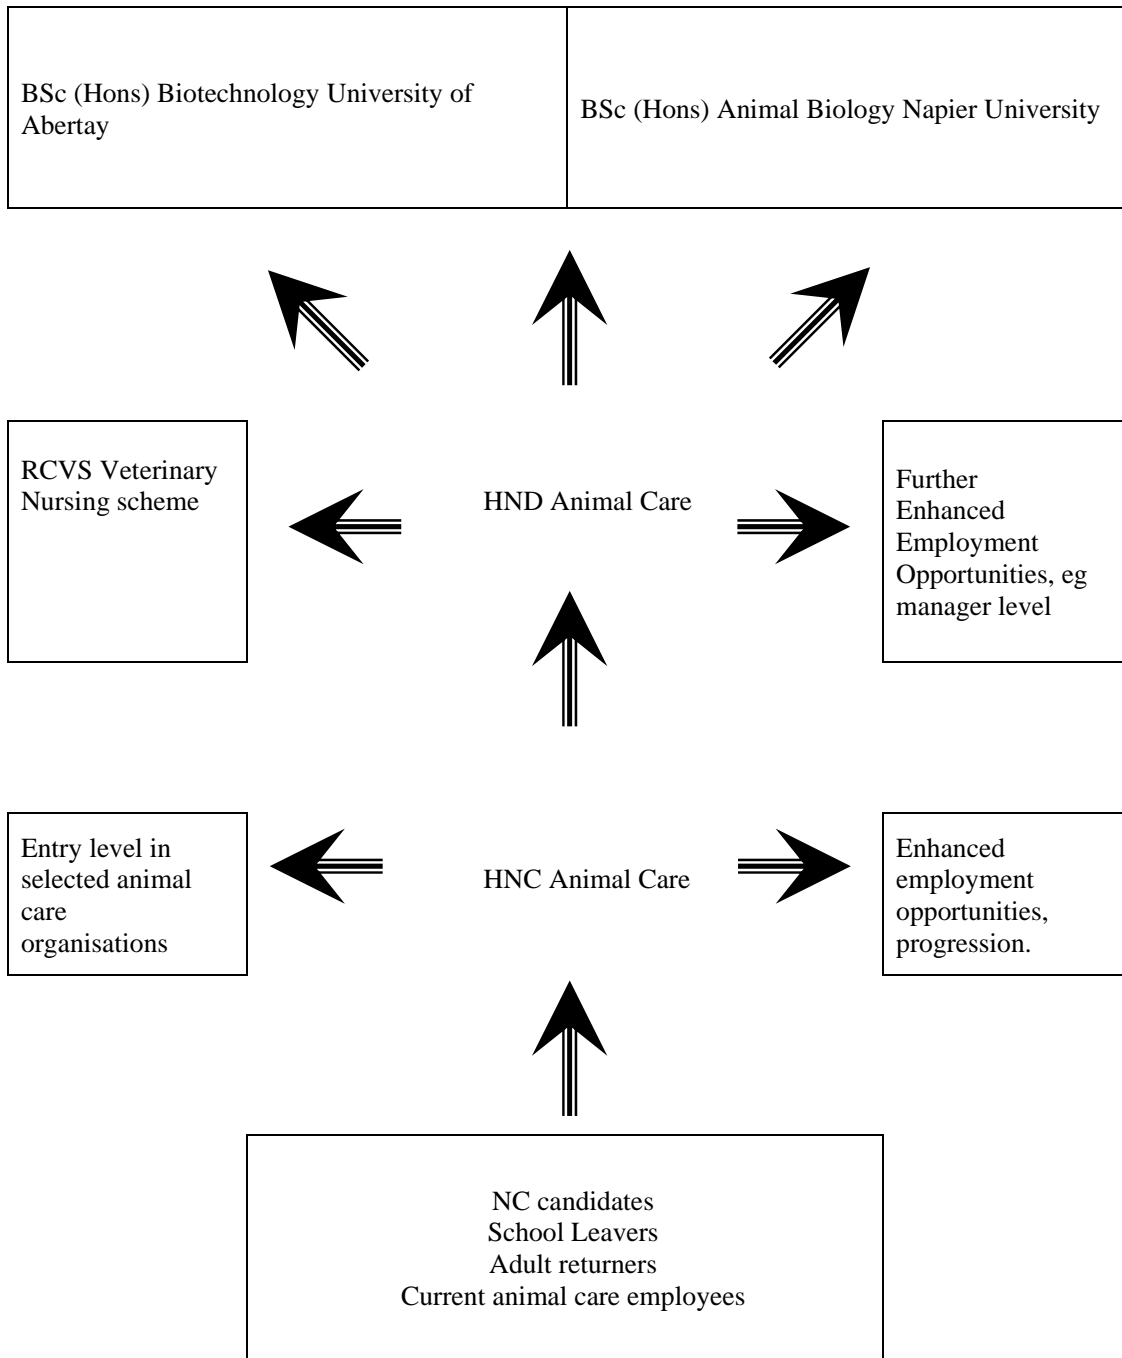 BSc (Hons) Biotechnology University of
Abertay
BSc (Hons) Animal Biology Napier University
RCVS Veterinary
Nursing scheme
HND Animal Care
Further
Enhanced
Employment
Opportunities, eg
manager level
Entry level in
selected animal
care
organisations
HNC Animal Care
Enhanced
employment
opportunities,
progression.
NC candidates
School Leavers
Adult returners
Current animal care employees